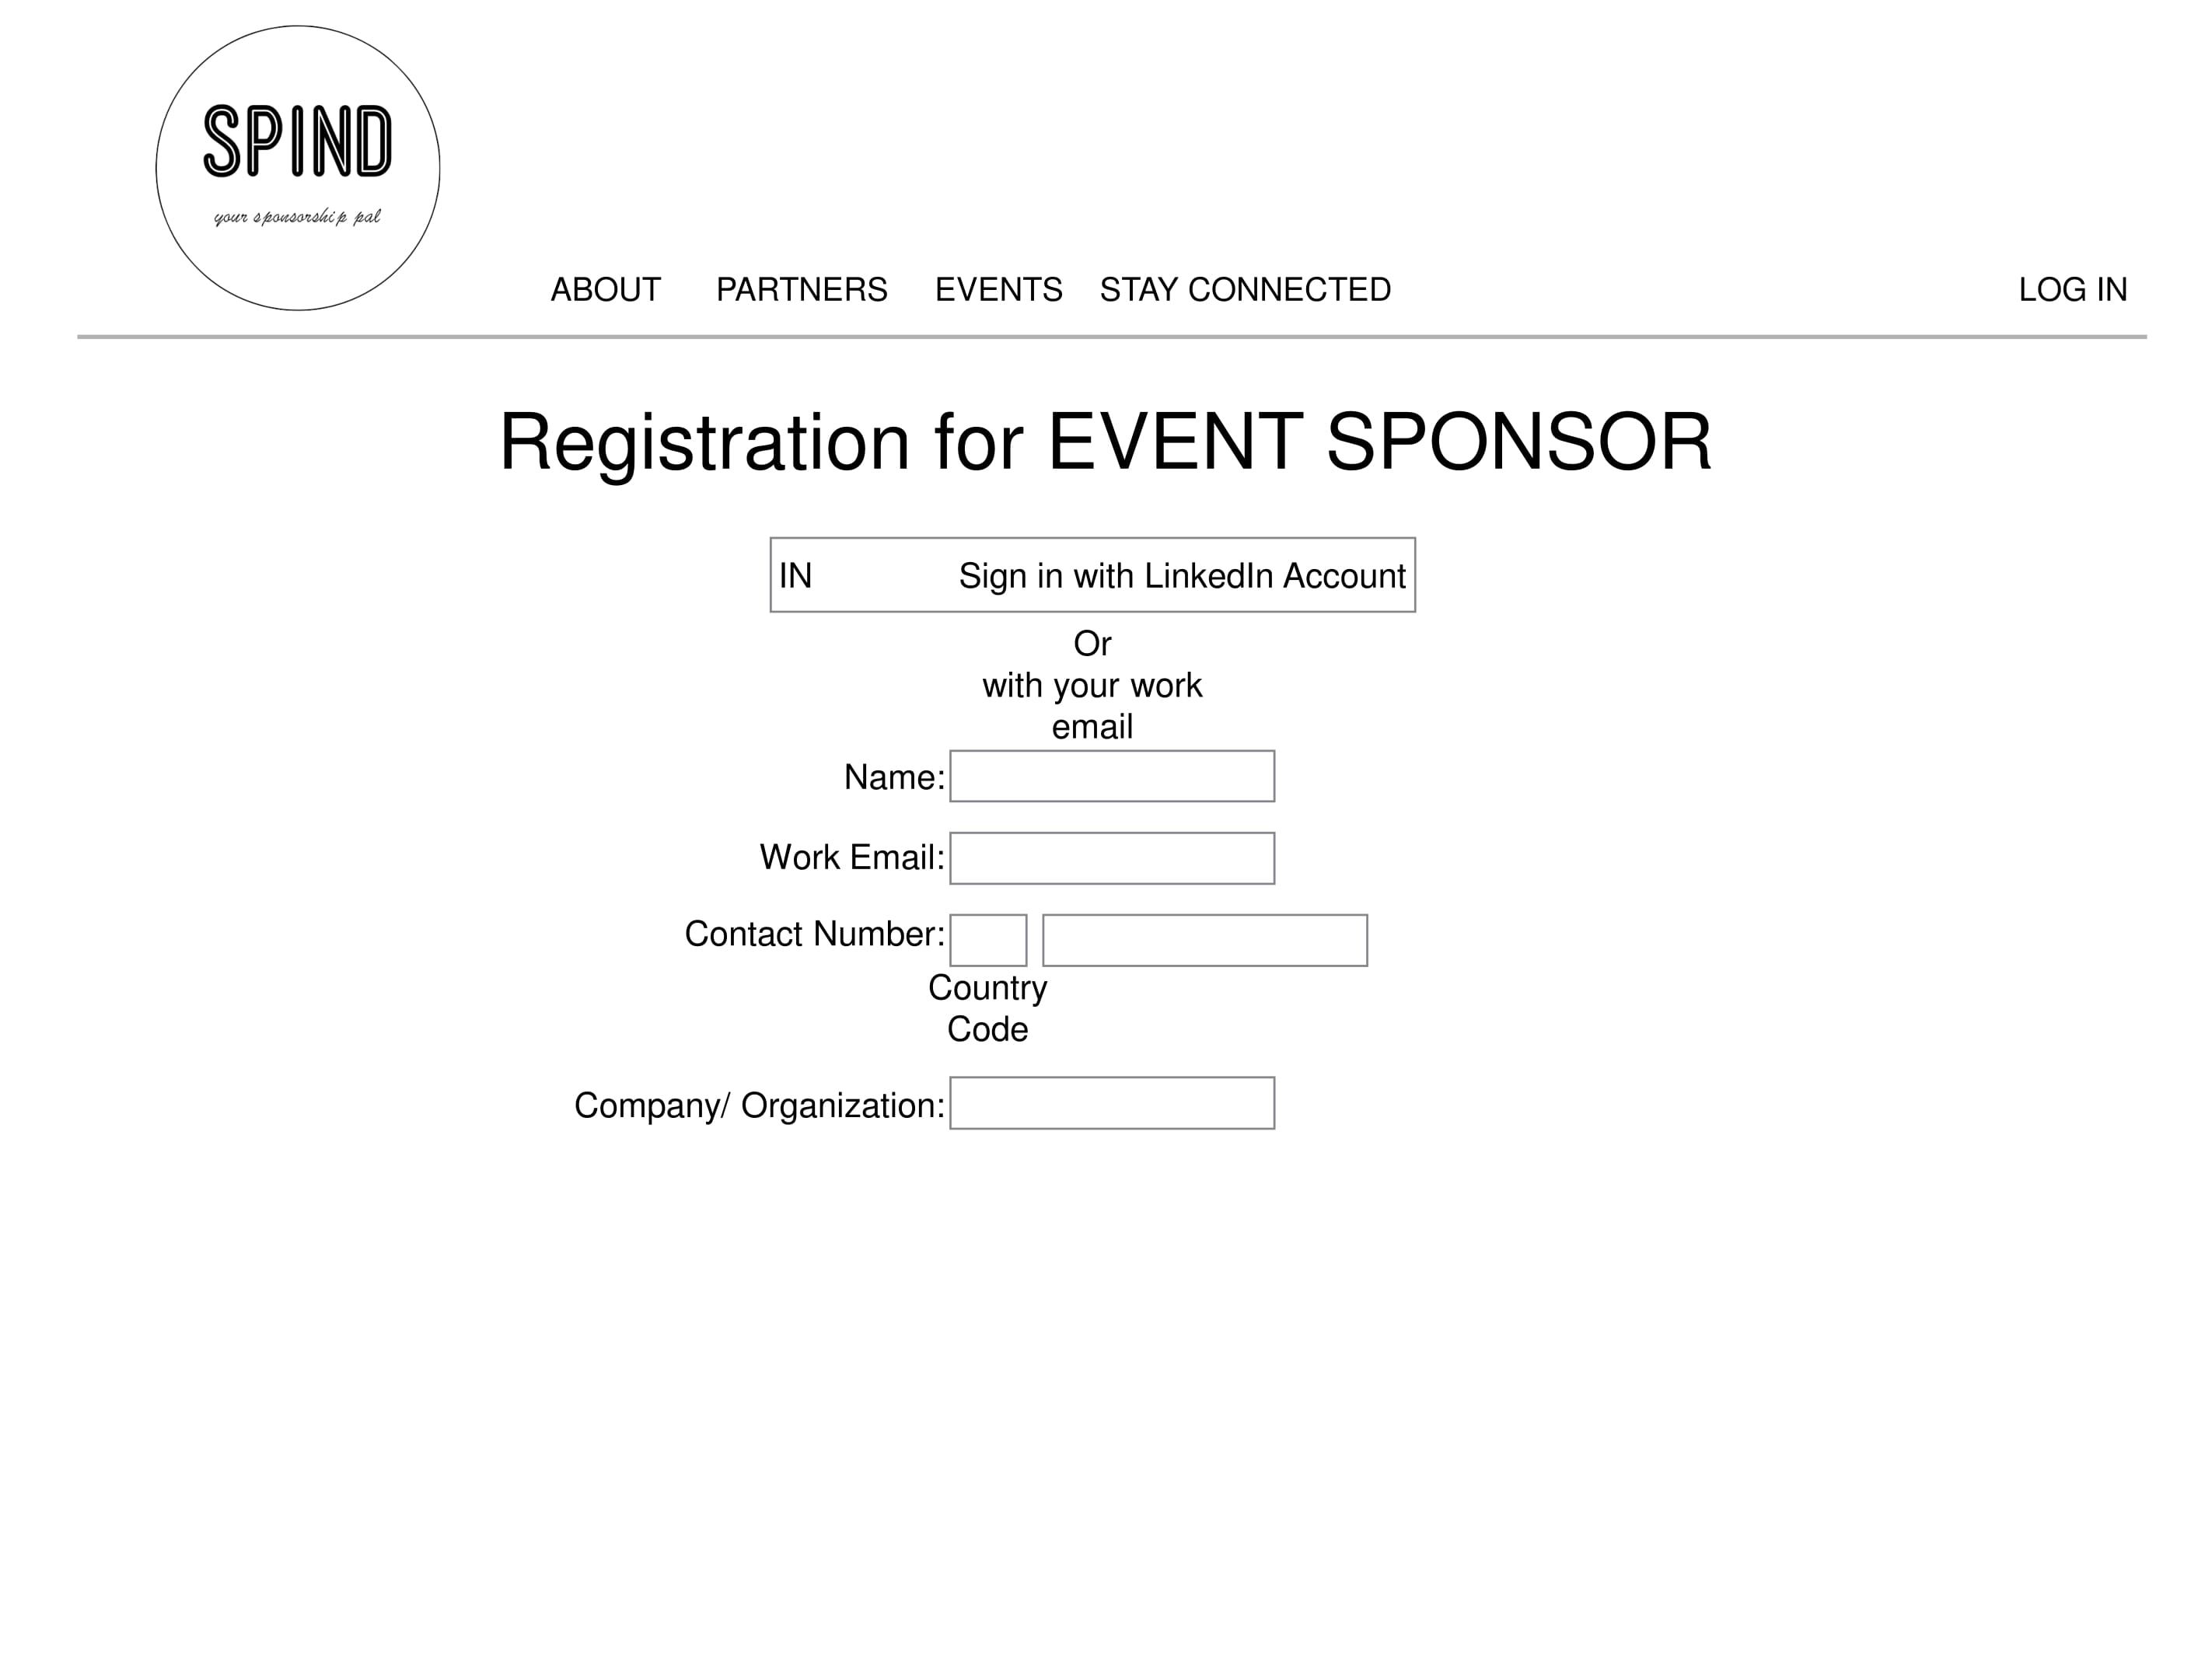 SPIND
your sponsorship pal
ABOUT PARTNERS EVENTS STAY CONNECTED LOG IN
Registration for EVENT SPONSOR
IN Sign in with LinkedIn Account
Or
with your work
email
Name:
Work Email:
Contact Number:
Country
Code
Company/ Organization: